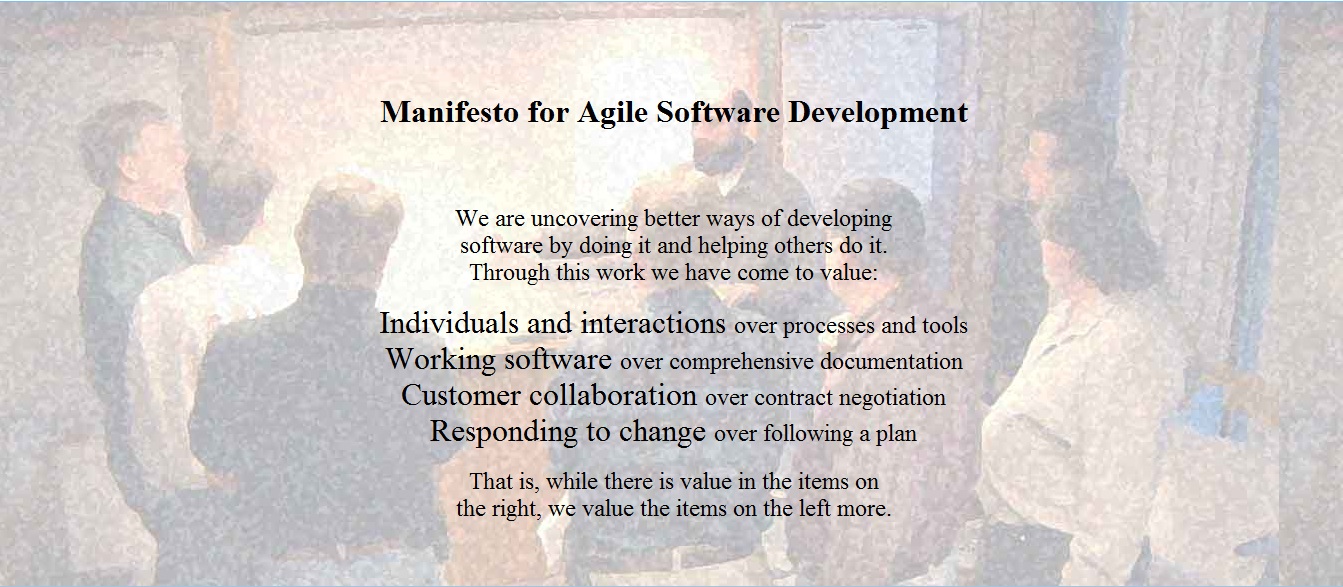 Manifesto for Agile Software Development
We are uncovering better ways of developing
software by doing it and helping others do it.
Through this work we have come to value:
Individuals and interactions over processes and tools
Working software over comprehensive documentation
Customer collaboration over contract negotiation
Responding to change over following a plan
That is, while there is value in the items on
the right, we value the items on the left more.